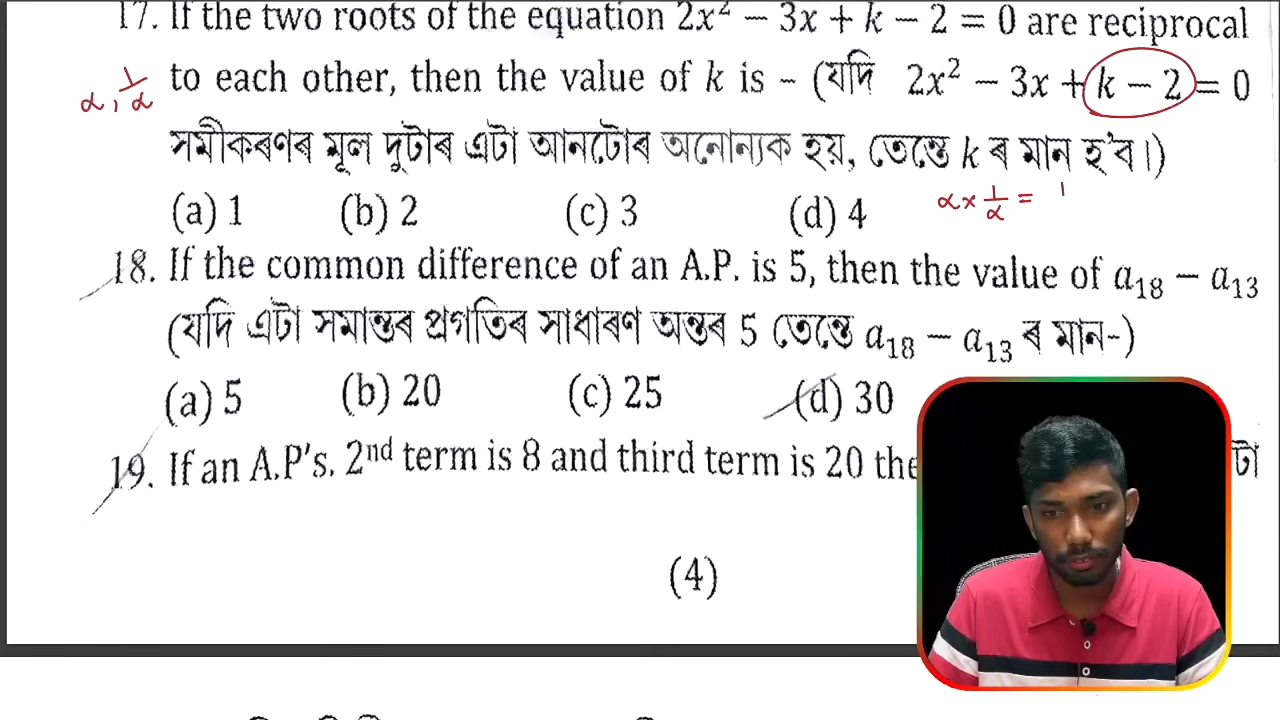 17. If the two roots of the equation 2x² − 3x + k − 2 = 0 are reciprocal
to each other, then the value of k is - (যদি 2x² − 3x + k − 2 = 0
α, 1/α
সমীকৰণৰ মূল দুটাৰ এটা আনটোৰ অনোন্যক হয়, তেন্তে k ৰ মান হ'ব।)
(a) 1 (b) 2 (c) 3 (d) 4
α × 1/α = 1
18. If the common difference of an A.P. is 5, then the value of a₁₈ − a₁₃
(যদি এটা সমান্তৰ প্ৰগতিৰ সাধাৰণ অন্তৰ 5 তেন্তে a₁₈ − a₁₃ ৰ মান-)
(a) 5 (b) 20 (c) 25 (d) 30
19. If an A.P's. 2nd term is 8 and third term is 20 the
(4)